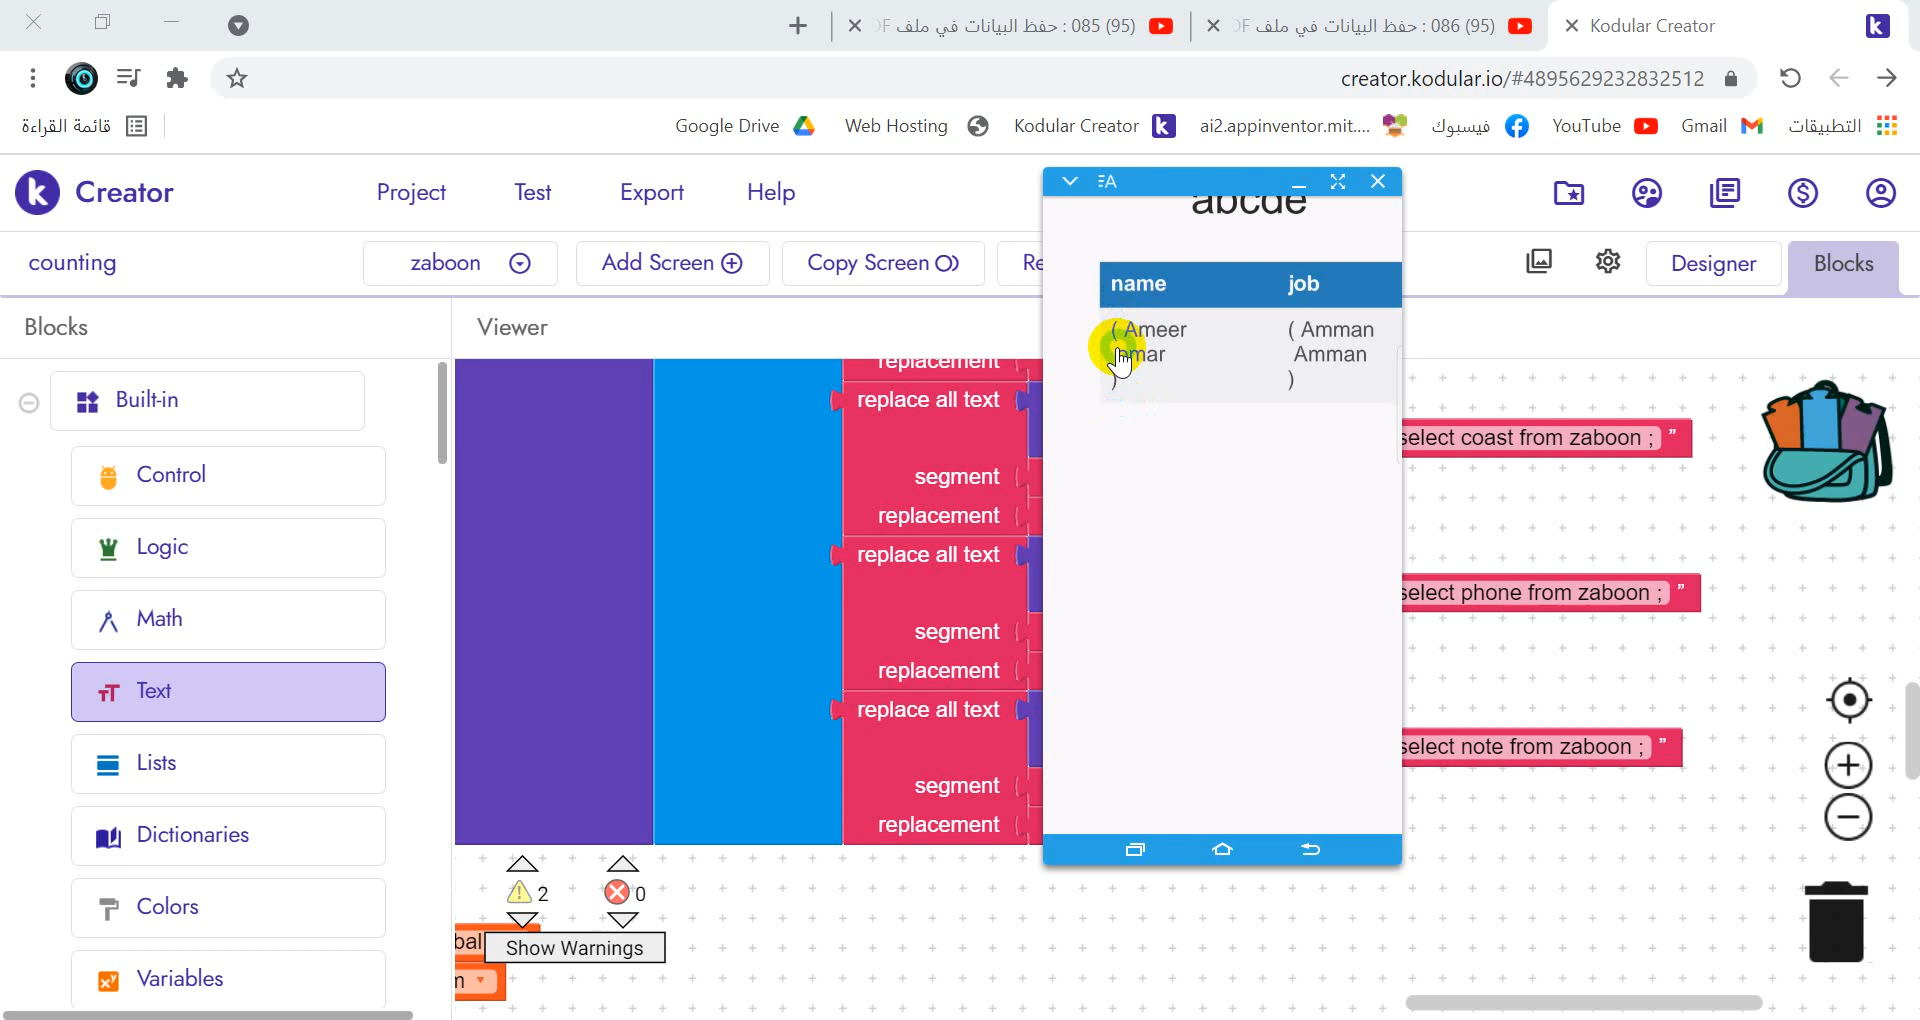 085 (95) : حفظ البيانات في ملف
086 (95) : حفظ البيانات في ملف
Kodular Creator
creator.kodular.io/#4895629232832512
قائمة القراءة
Google Drive
Web Hosting
Kodular Creator
ai2.appinventor.mit....
فيسبوك
YouTube
Gmail
التطبيقات
Creator
Project
Test
Export
Help
counting
zaboon
Add Screen
Copy Screen
Re
Designer
Blocks
Blocks
Viewer
Built-in
Control
Logic
Math
Text
Lists
Dictionaries
Colors
Variables
replacement
replace all text
segment
replacement
replace all text
segment
replacement
replace all text
segment
replacement
abcde
name job
( Ameer ( Amman
Amman
) )
select coast from zaboon ; ”
select phone from zaboon ; ”
select note from zaboon ; ”
2
0
Show Warnings
bal
m